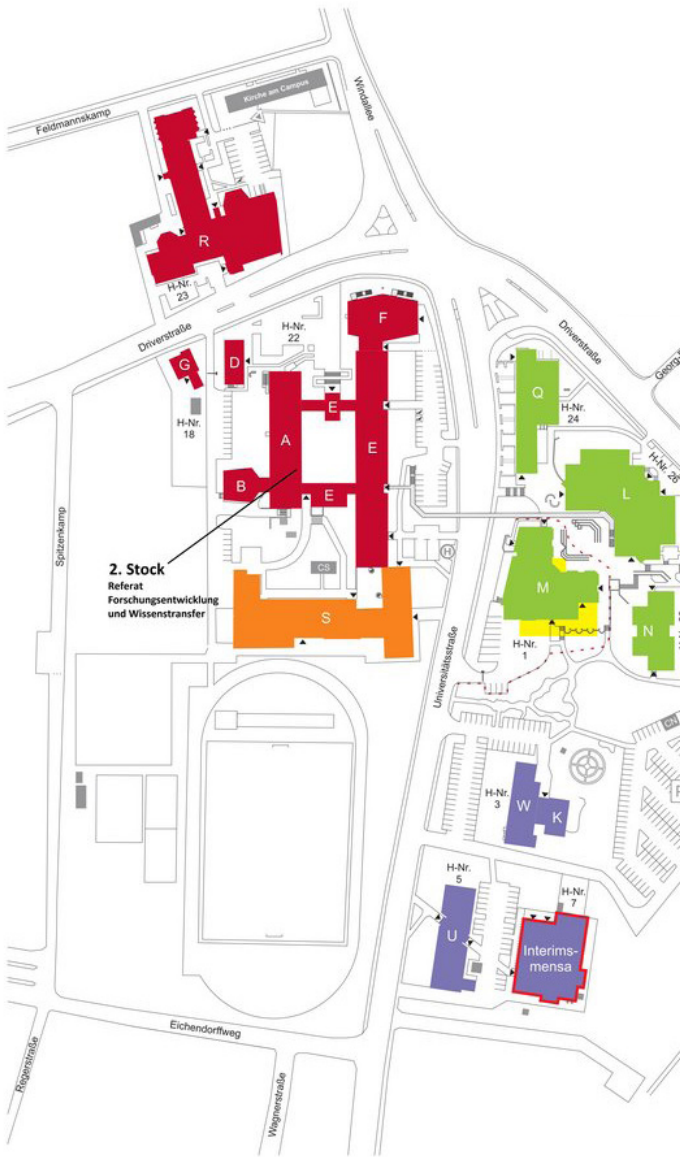 Kirche am Campus
Feldmannskamp
Windallee
R
H-Nr.
23
Driverstraße
H-Nr.
22
F
G
D
H-Nr.
18
A
E
E
B
E
Driverstraße
Q
H-Nr.
24
H-Nr. 26
L
2. Stock
Referat
Forschungsentwicklung
und Wissenstransfer
CS
H
S
M
N
H-Nr.
1
Spitzenkamp
Universitätsstraße
CN
P
H-Nr.
3
W
K
H-Nr.
5
H-Nr.
7
U
Interims-
mensa
Eichendorffweg
Regerstraße
Wagnerstraße